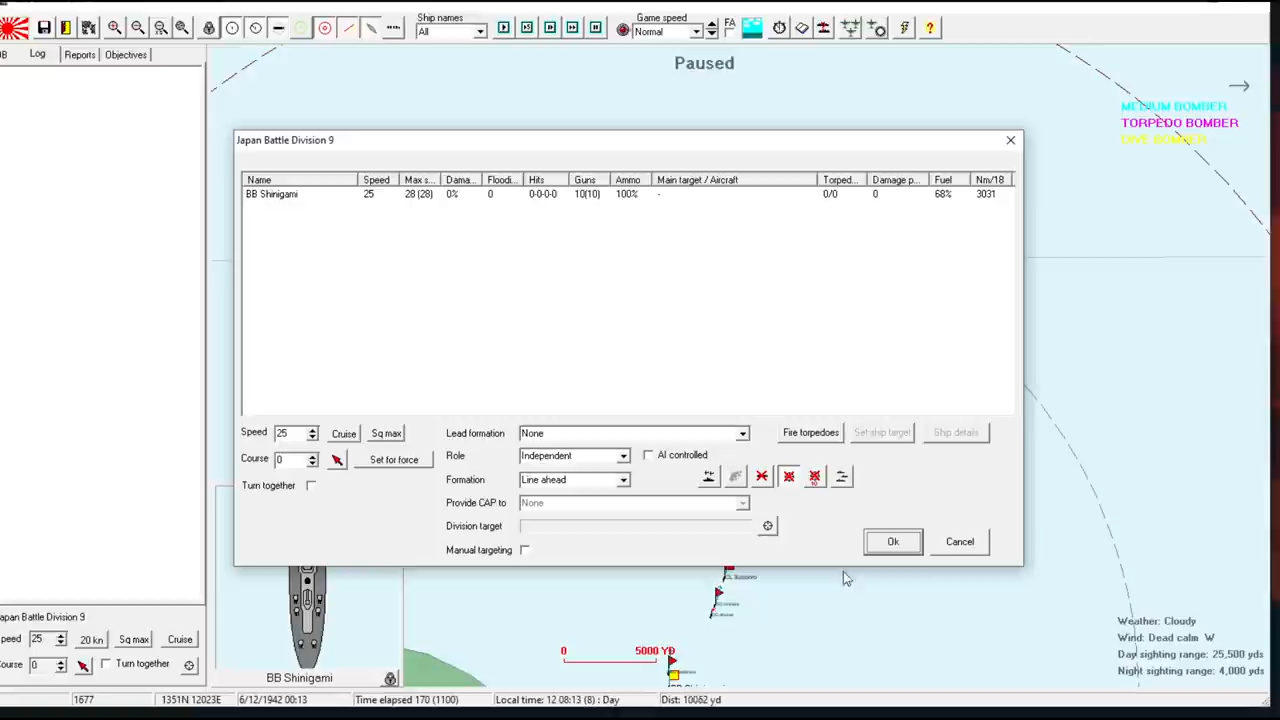 Ship names
All
Game speed
Normal
FA
Log
Reports
Objectives
Paused
MEDIUM BOMBER
TORPEDO BOMBER
DIVE BOMBER
Japan Battle Division 9
Name Speed Max s... Dama... Floodi... Hits Guns Ammo Main target / Aircraft Torped... Damage p... Fuel Nm/18
BB Shinigami 25 28 (28) 0% 0 0-0-0-0 10(10) 100% - 0/0 0 68% 3031
Speed 25 Cruise Sq max
Course 0 Set for force
Turn together
Lead formation None
Role Independent AI controlled
Formation Line ahead
Provide CAP to None
Division target
Manual targeting
Fire torpedoes Set ship target Ship details
Ok Cancel
apan Battle Division 9
peed 25 20 kn Sq max Cruise
ourse 0 Turn together
BB Shinigami
0 5000 YD
Weather: Cloudy
Wind: Dead calm W
Day sighting range: 25,500 yds
Night sighting range: 4,000 yds
1677 1351N 12023E 6/12/1942 00:13 Time elapsed 170 (1100) Local time: 12 08:13 (8) : Day Dist: 10062 yd